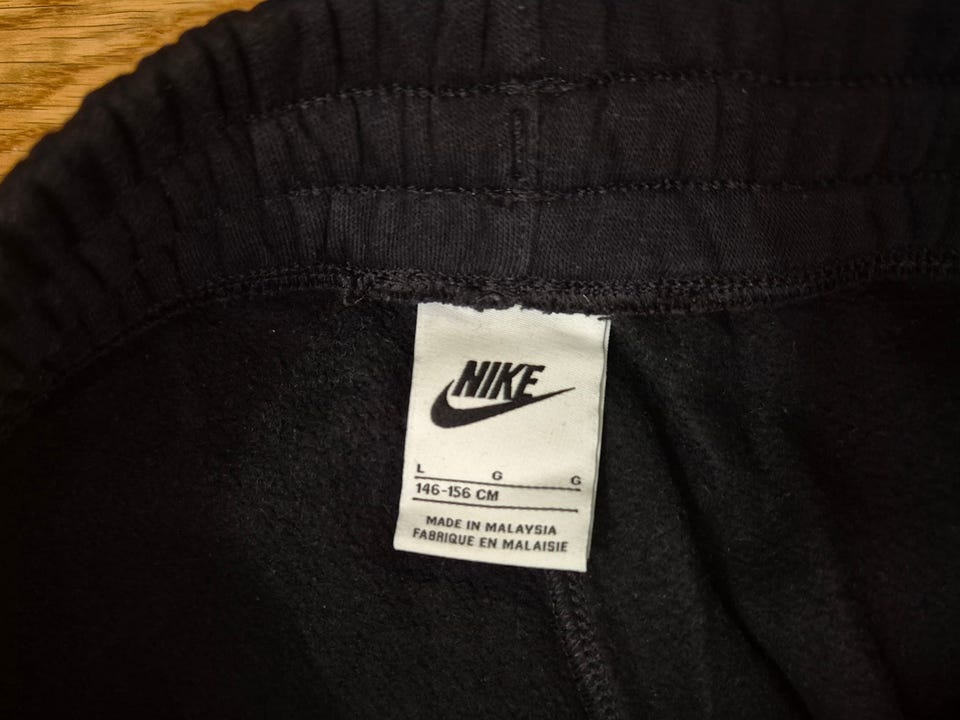 NIKE
L G G
146-156 CM
MADE IN MALAYSIA
FABRIQUE EN MALAISIE